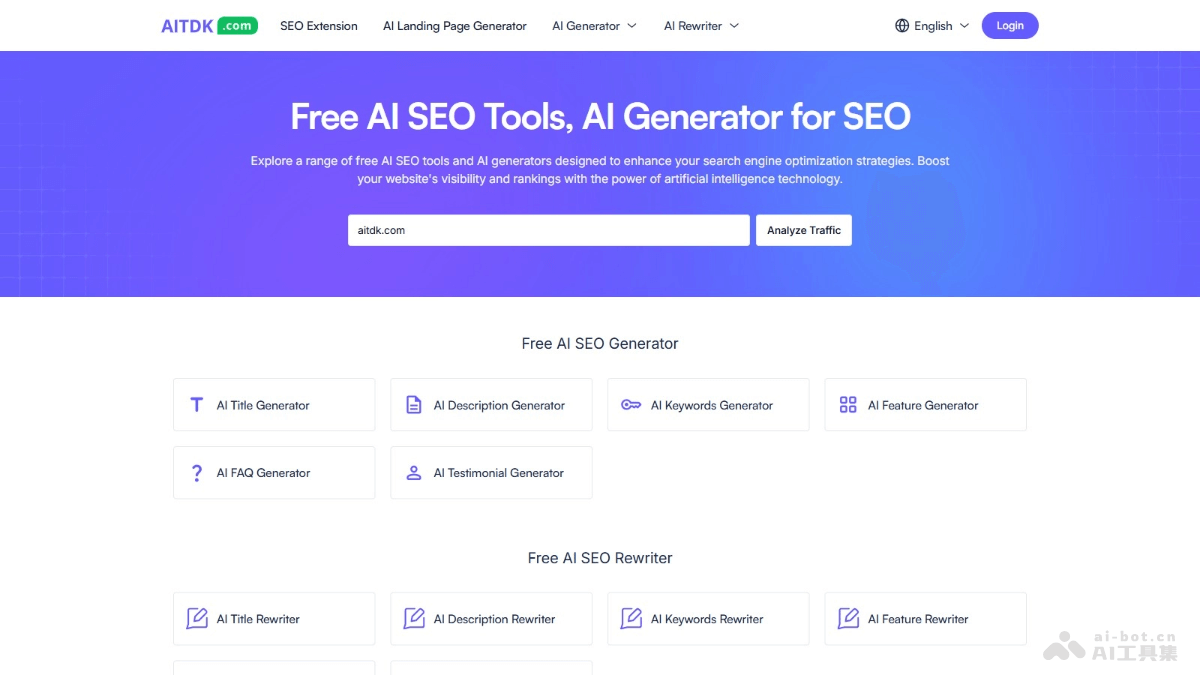 AITDK .com
SEO Extension
AI Landing Page Generator
AI Generator
AI Rewriter
English
Login
Free AI SEO Tools, AI Generator for SEO
Explore a range of free AI SEO tools and AI generators designed to enhance your search engine optimization strategies. Boost
your website's visibility and rankings with the power of artificial intelligence technology.
aitdk.com
Analyze Traffic
Free AI SEO Generator
AI Title Generator
AI Description Generator
AI Keywords Generator
AI Feature Generator
AI FAQ Generator
AI Testimonial Generator
Free AI SEO Rewriter
AI Title Rewriter
AI Description Rewriter
AI Keywords Rewriter
AI Feature Rewriter
ai-bot.cn
AI工具集